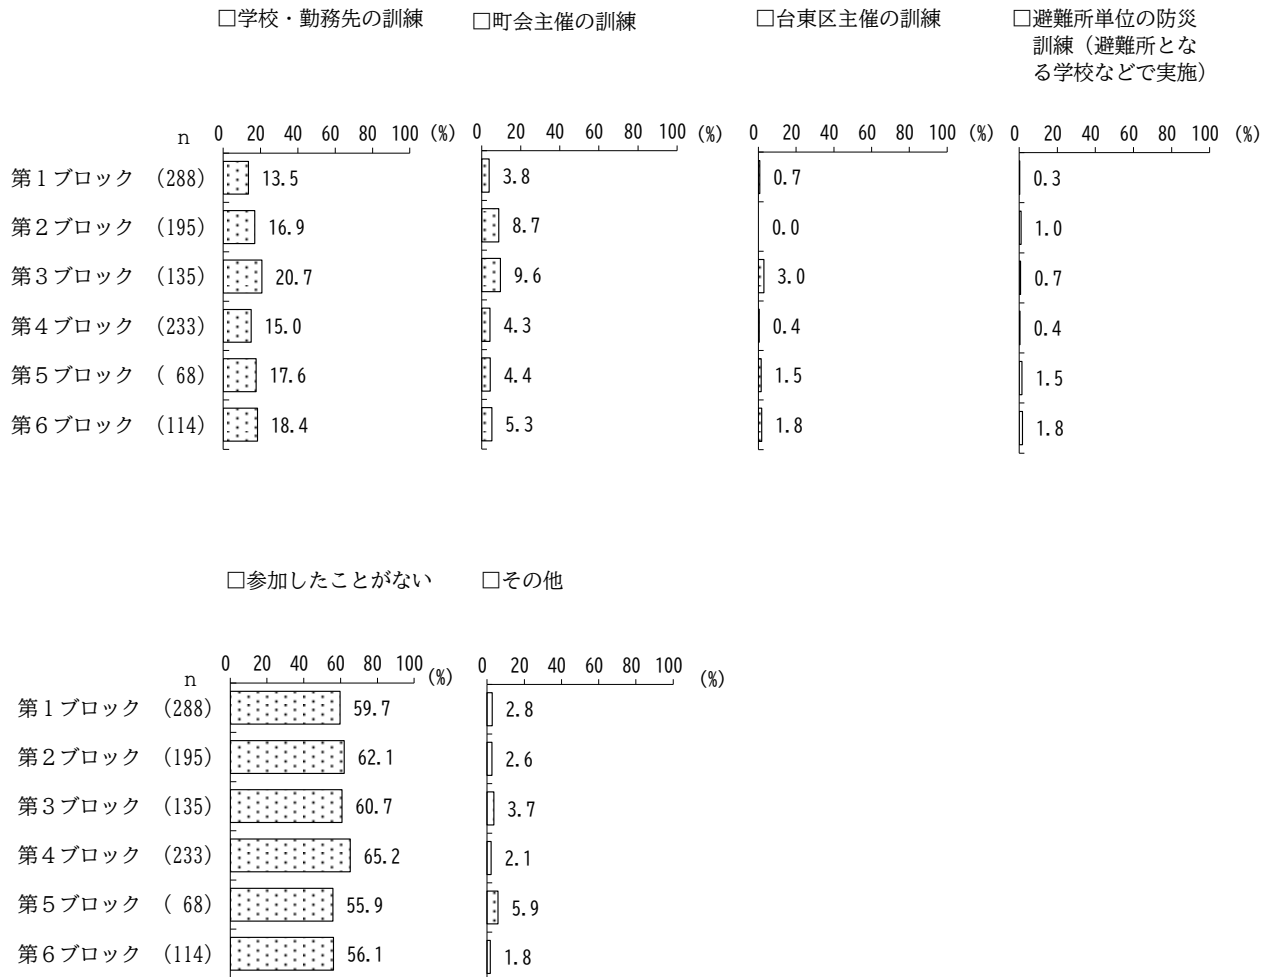 □学校・勤務先の訓練 □町会主催の訓練 □台東区主催の訓練 □避難所単位の防災
訓練（避難所とな
る学校などで実施）
n 0 20 40 60 80 100 (%) 0 20 40 60 80 100 (%) 0 20 40 60 80 100 (%) 0 20 40 60 80 100 (%)
第１ブロック (288) 13.5 3.8 0.7 0.3
第２ブロック (195) 16.9 8.7 0.0 1.0
第３ブロック (135) 20.7 9.6 3.0 0.7
第４ブロック (233) 15.0 4.3 0.4 0.4
第５ブロック ( 68) 17.6 4.4 1.5 1.5
第６ブロック (114) 18.4 5.3 1.8 1.8
□参加したことがない □その他
n 0 20 40 60 80 100 (%) 0 20 40 60 80 100 (%)
第１ブロック (288) 59.7 2.8
第２ブロック (195) 62.1 2.6
第３ブロック (135) 60.7 3.7
第４ブロック (233) 65.2 2.1
第５ブロック ( 68) 55.9 5.9
第６ブロック (114) 56.1 1.8